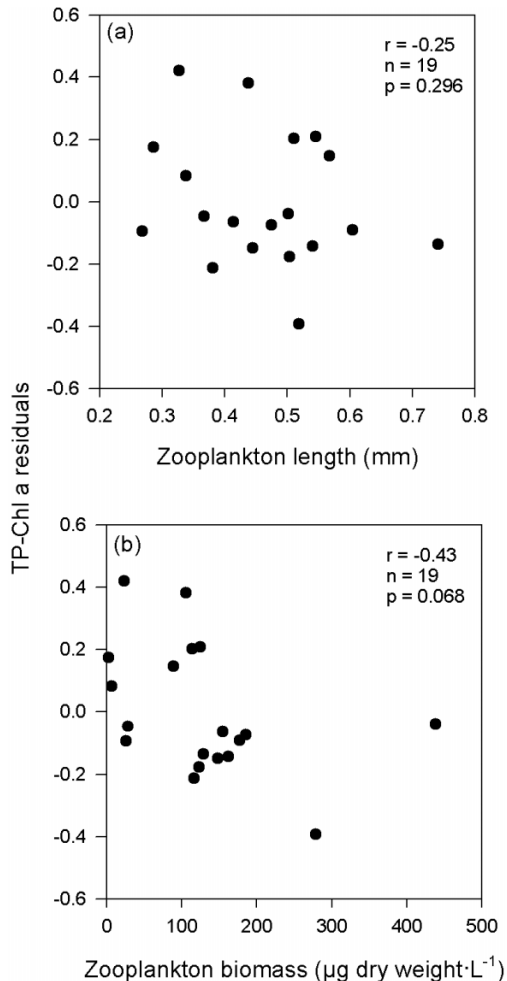 (a)
r = -0.25
n = 19
p = 0.296
0.6
0.4
0.2
0.0
-0.2
-0.4
-0.6
0.2 0.3 0.4 0.5 0.6 0.7 0.8
Zooplankton length (mm)
TP-Chl a residuals
(b)
r = -0.43
n = 19
p = 0.068
0.6
0.4
0.2
0.0
-0.2
-0.4
-0.6
0 100 200 300 400 500
Zooplankton biomass (µg dry weight·L⁻¹)